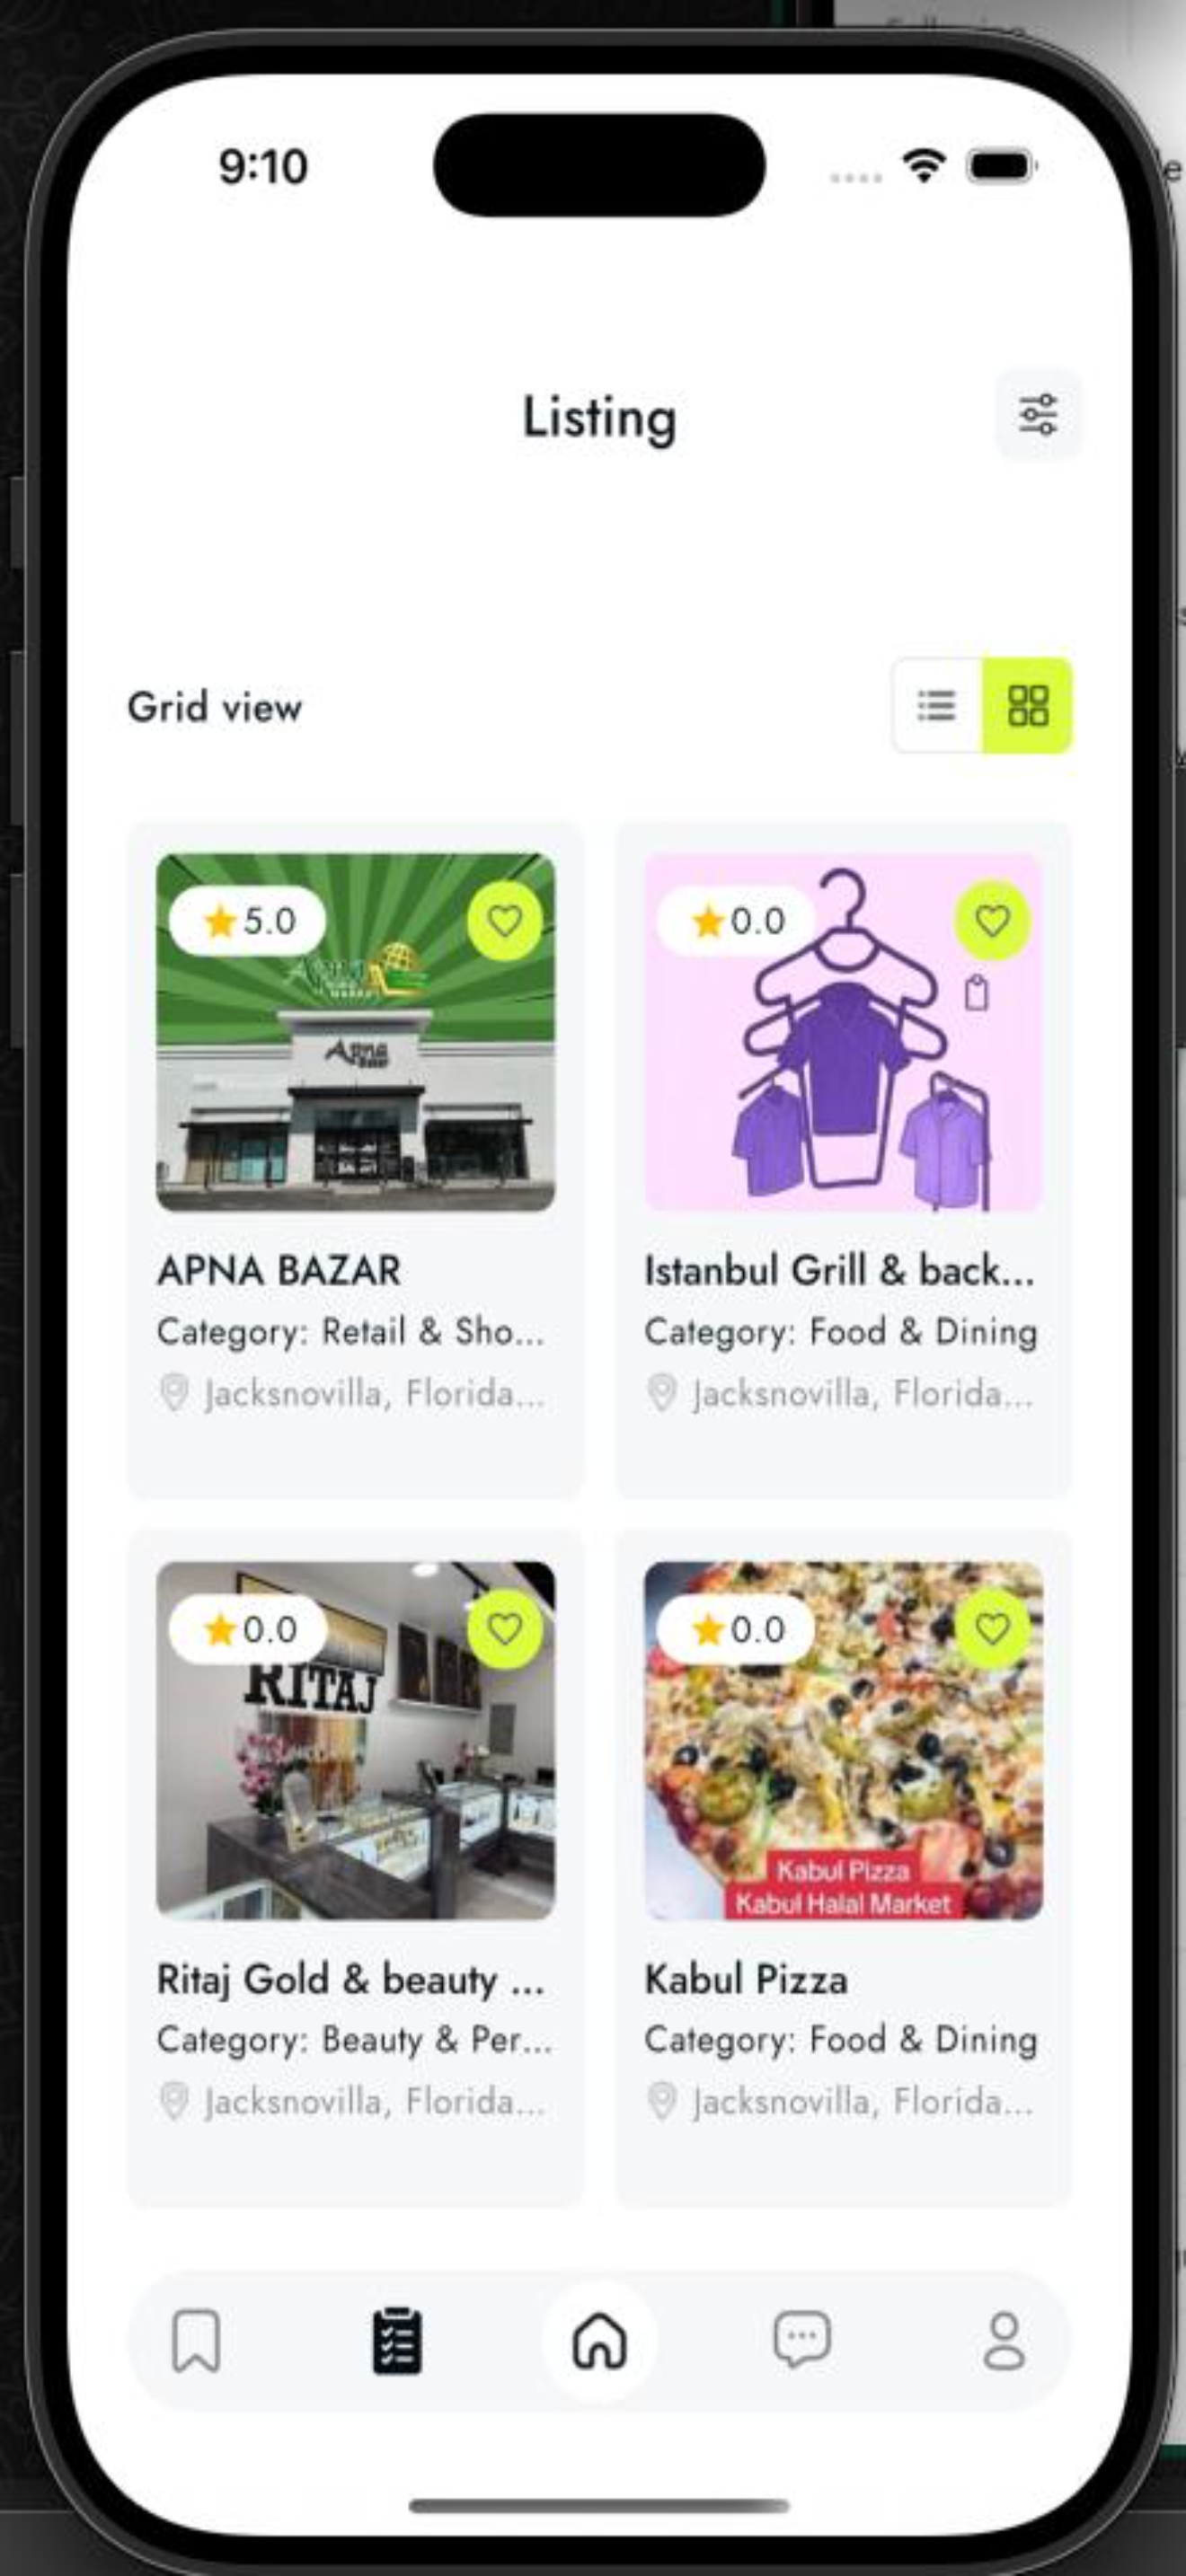 9:10
Listing
Grid view
5.0
Apna
APNA BAZAR
Category: Retail & Sho...
Jacksnovilla, Florida...
0.0
Istanbul Grill & back...
Category: Food & Dining
Jacksnovilla, Florida...
0.0
RITAJ
Ritaj Gold & beauty ...
Category: Beauty & Per...
Jacksnovilla, Florida...
0.0
Kabul Pizza
Kabul Halal Market
Kabul Pizza
Category: Food & Dining
Jacksnovilla, Florida...